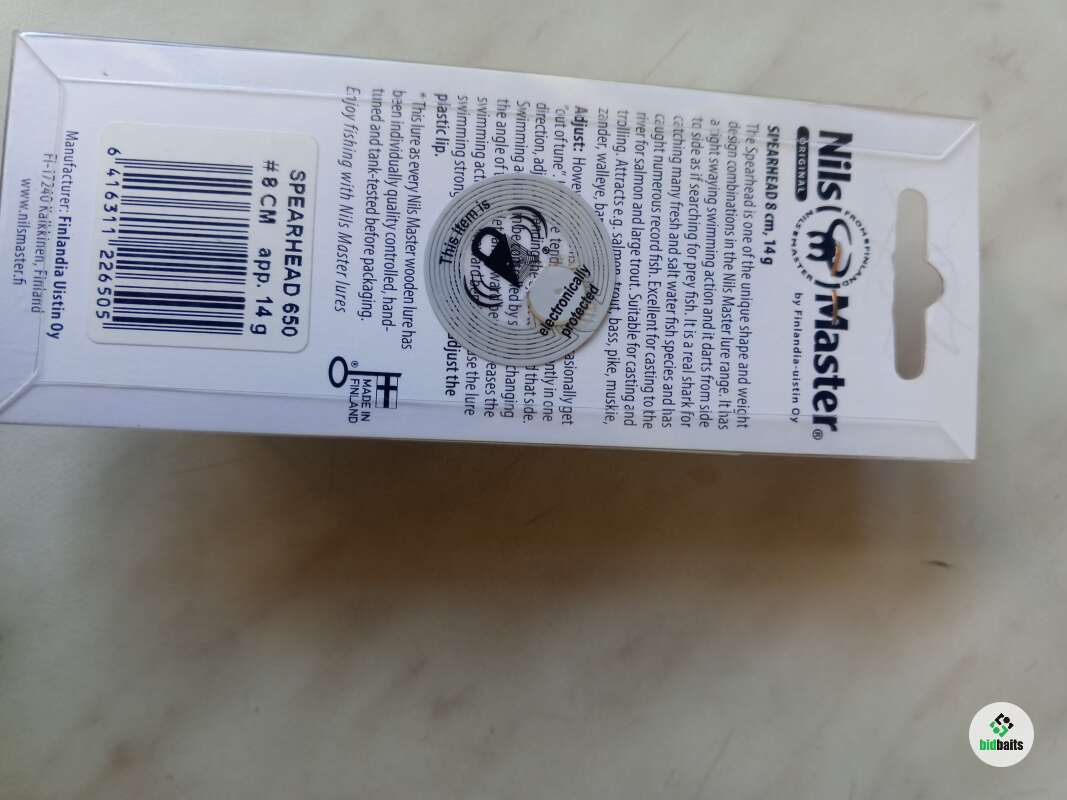 Nils Master®
FROM FINLAND
NILS MASTER
ORIGINAL
by Finlandia-uistin Oy
SPEARHEAD 8 cm, 14 g
The Spearhead is one of the unique shape and weight
design combinations in the Nils Master lure range. It has
a right swaying swimming action and it darts from side
to side as if searching for prey fish. It is a real shark for
catching many fresh and salt water fish species and has
caught numerous record fish. Excellent for casting to the
river for salmon and large trout. Suitable for casting and
trolling. Attracts e.g. salmon, trout, bass, pike, muskie,
zander, walleye,
Adjust: asionally get
"out of tune". ntly in one
direction, that side.
Swimming changing
the angle of eases the
swimming use the lure
swimming djust the
plastic lip.
This item is
electronically
protected
* This lure as every Nils Master wooden lure has
been individually quality controlled, hand-
tuned and tank-tested before packaging.
Enjoy fishing with Nils Master lures
® MADE IN
FINLAND
SPEARHEAD 650
#8 CM app. 14 g
6 416311 226505
Manufacturer: Finlandia Uistin Oy
FI-17240 Kalkkinen, Finland
www.nilsmaster.fi
bidbaits